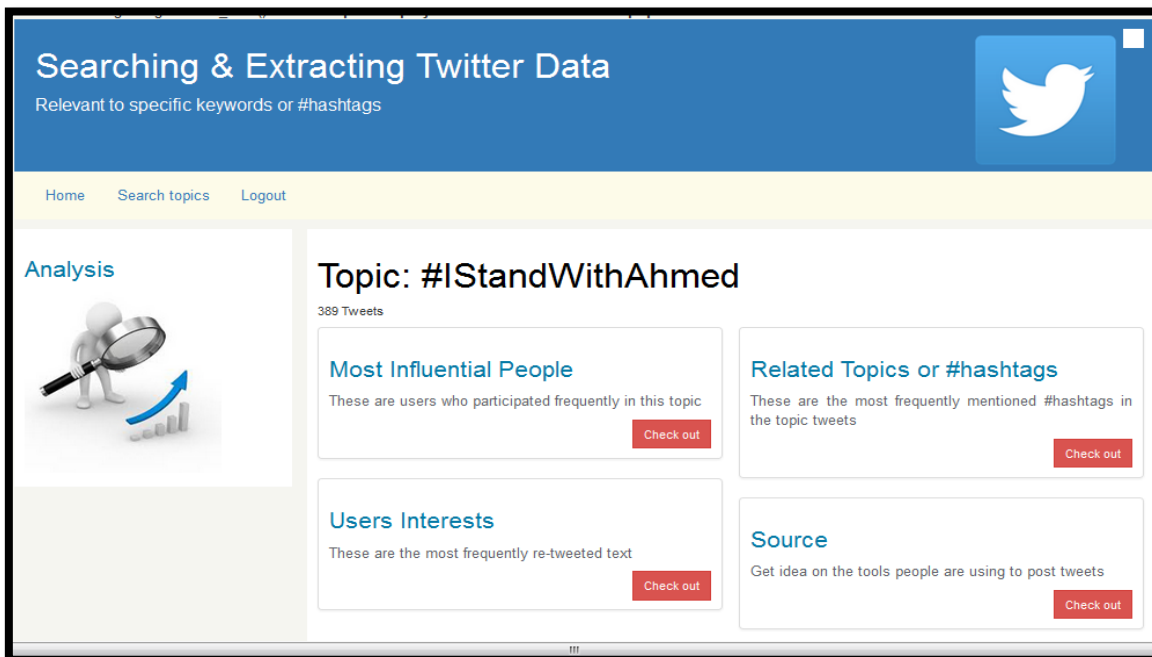 Searching & Extracting Twitter Data
Relevant to specific keywords or #hashtags
Home Search topics Logout
Analysis
Topic: #IStandWithAhmed
389 Tweets
Most Influential People
These are users who participated frequently in this topic
Check out
Related Topics or #hashtags
These are the most frequently mentioned #hashtags in
the topic tweets
Check out
Users Interests
These are the most frequently re-tweeted text
Check out
Source
Get idea on the tools people are using to post tweets
Check out